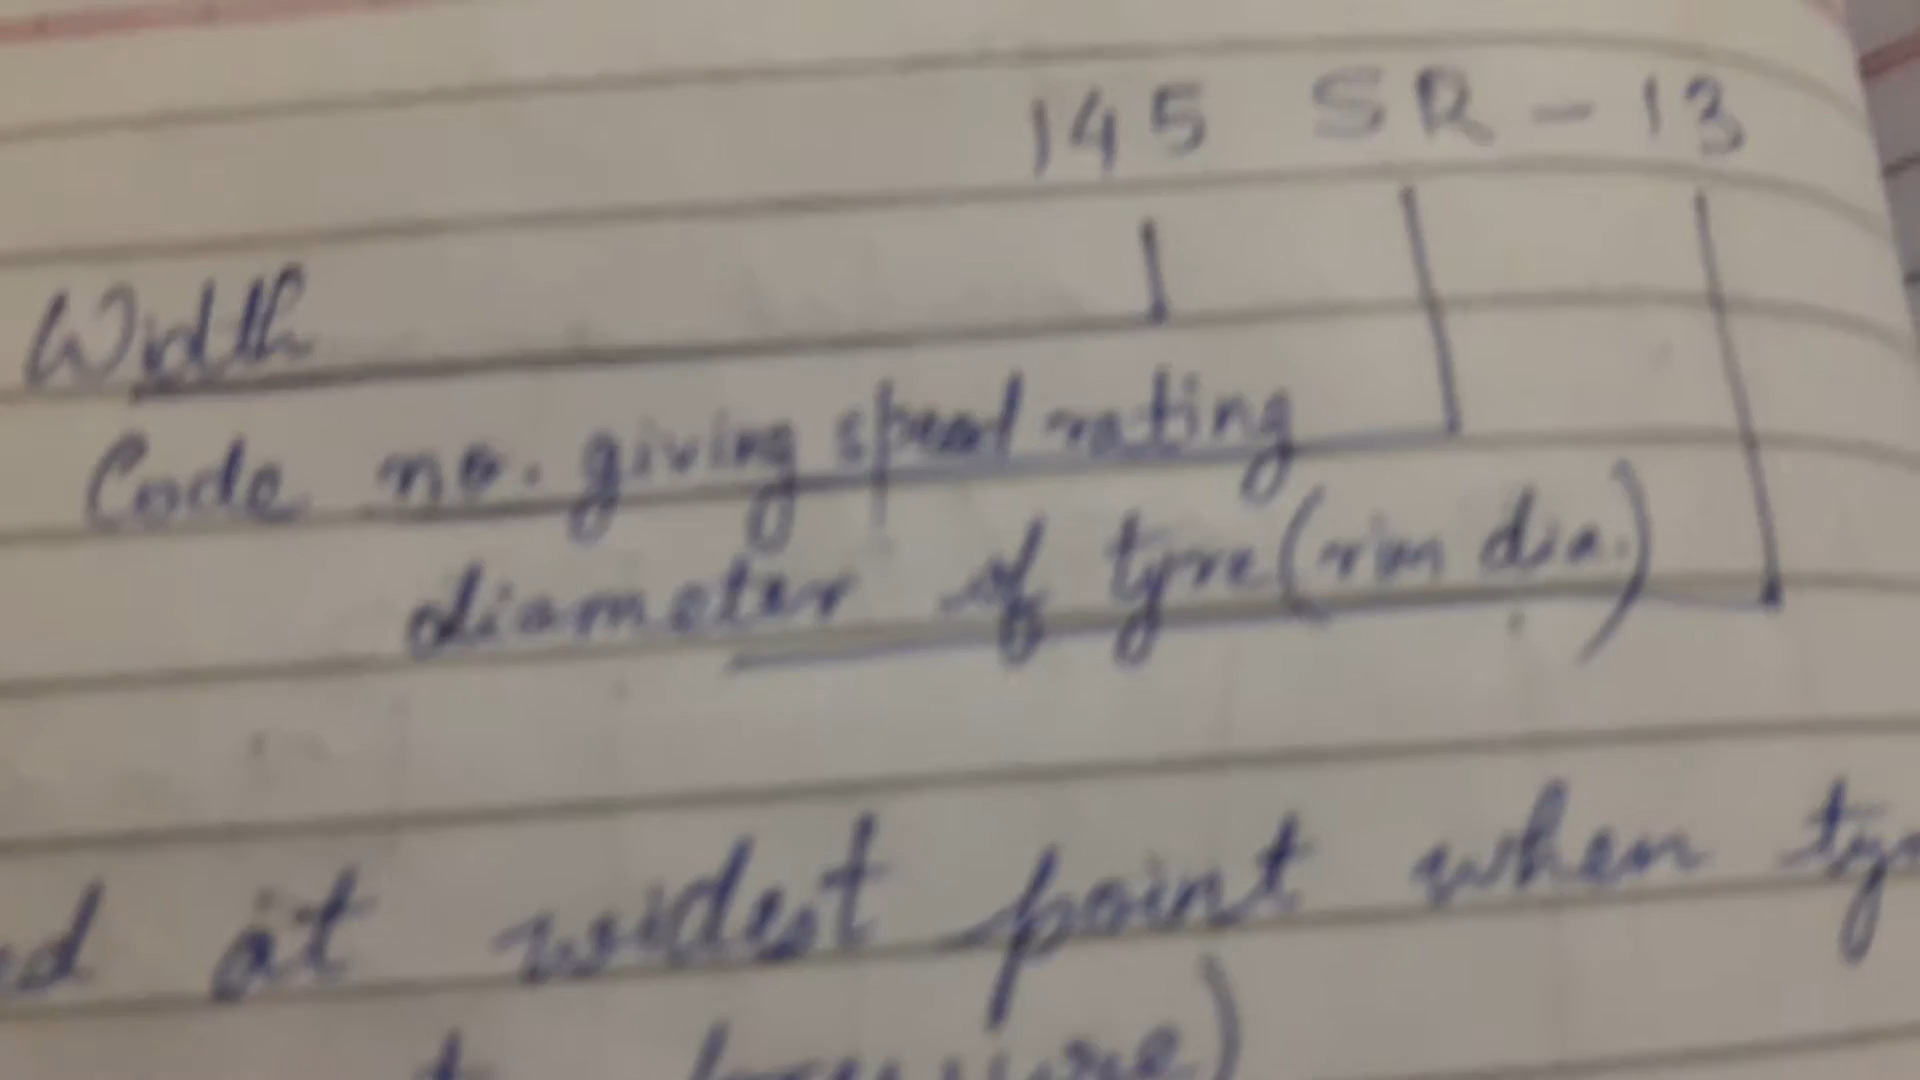 145 SR - 13
Width
Code no. giving speed rating
diameter of tyre (rim dia.)
at widest point when